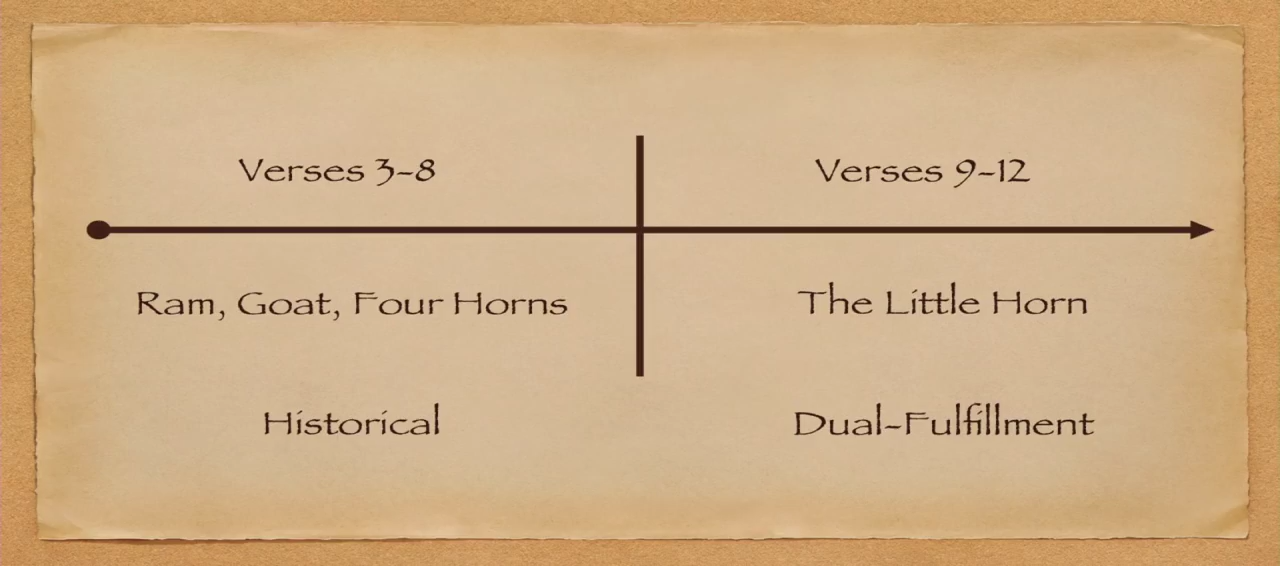 Verses 3-8
Verses 9-12
Ram, Goat, Four Horns
The Little Horn
Historical
Dual-Fulfillment